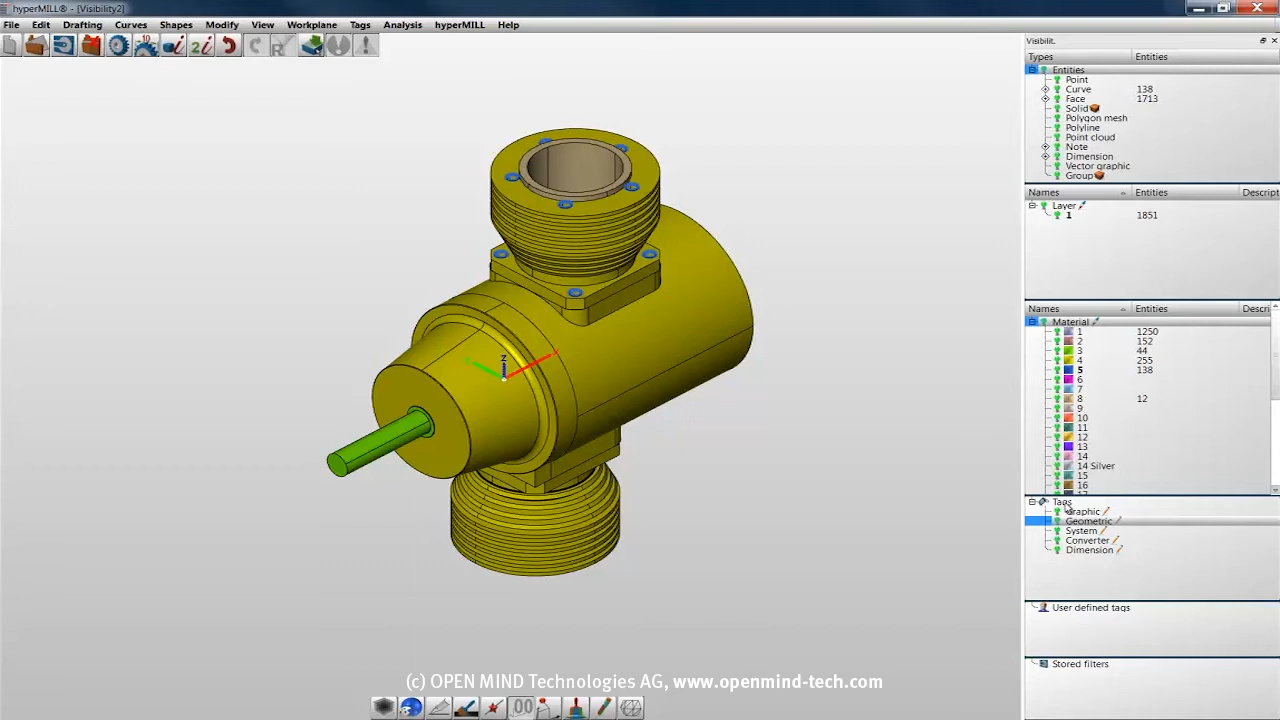 hyperMILL® - [Visibility2]
File Edit Drafting Curves Shapes Modify View Workplane Tags Analysis hyperMILL Help
Visibilit.
Types Entities
Entities
Point
Curve 138
Face 1713
Solid
Polygon mesh
Polyline
Point cloud
Note
Dimension
Vector graphic
Group
Names Entities Descript
Layer
1 1851
Names Entities Descri
Material
1 1250
2 152
3 44
4 255
5 138
6
7
8 12
9
10
11
12
13
14
14 Silver
15
16
17
Tags
Graphic
Geometric
System
Converter
Dimension
User defined tags
Stored filters
z
(c) OPEN MIND Technologies AG, www.openmind-tech.com